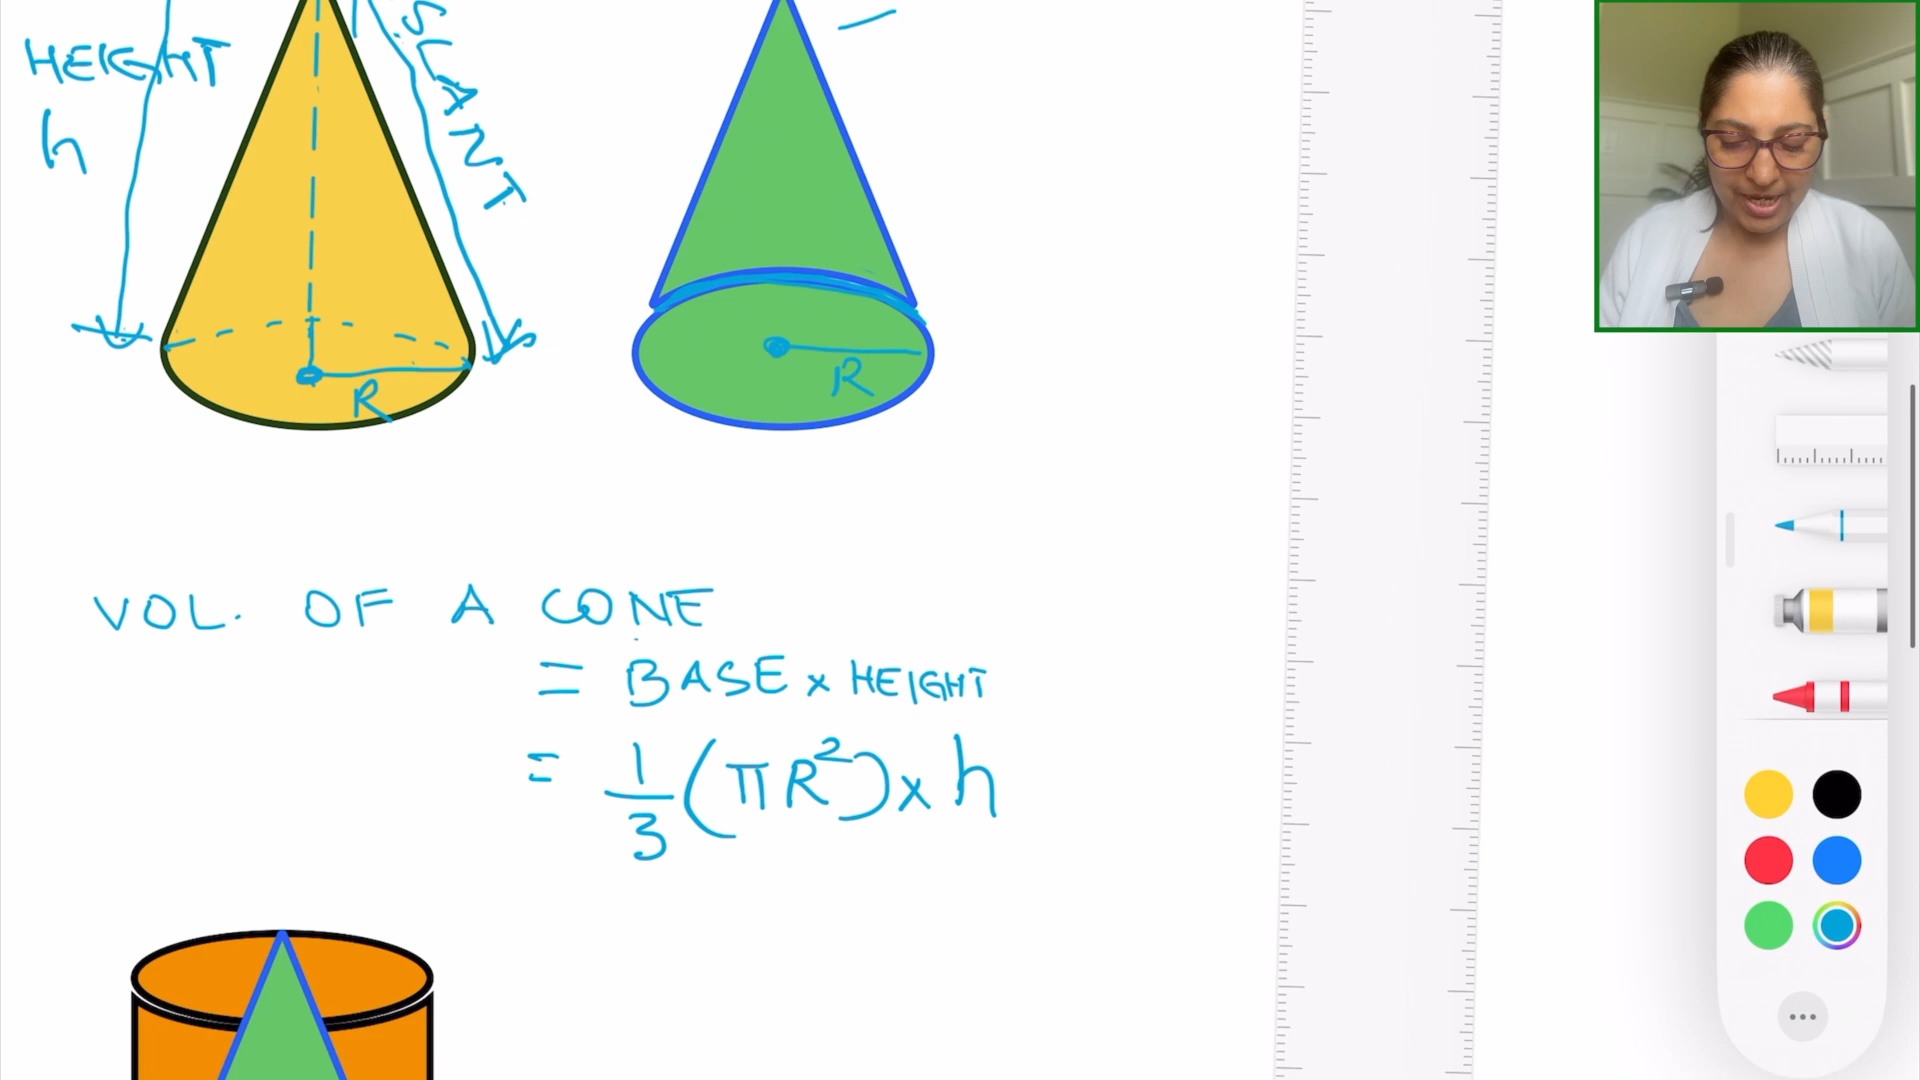 HEIGHT
h
SLANT
R
R
VOL. OF A CONE
= BASE x HEIGHT
= 1/3 (πR²) x h